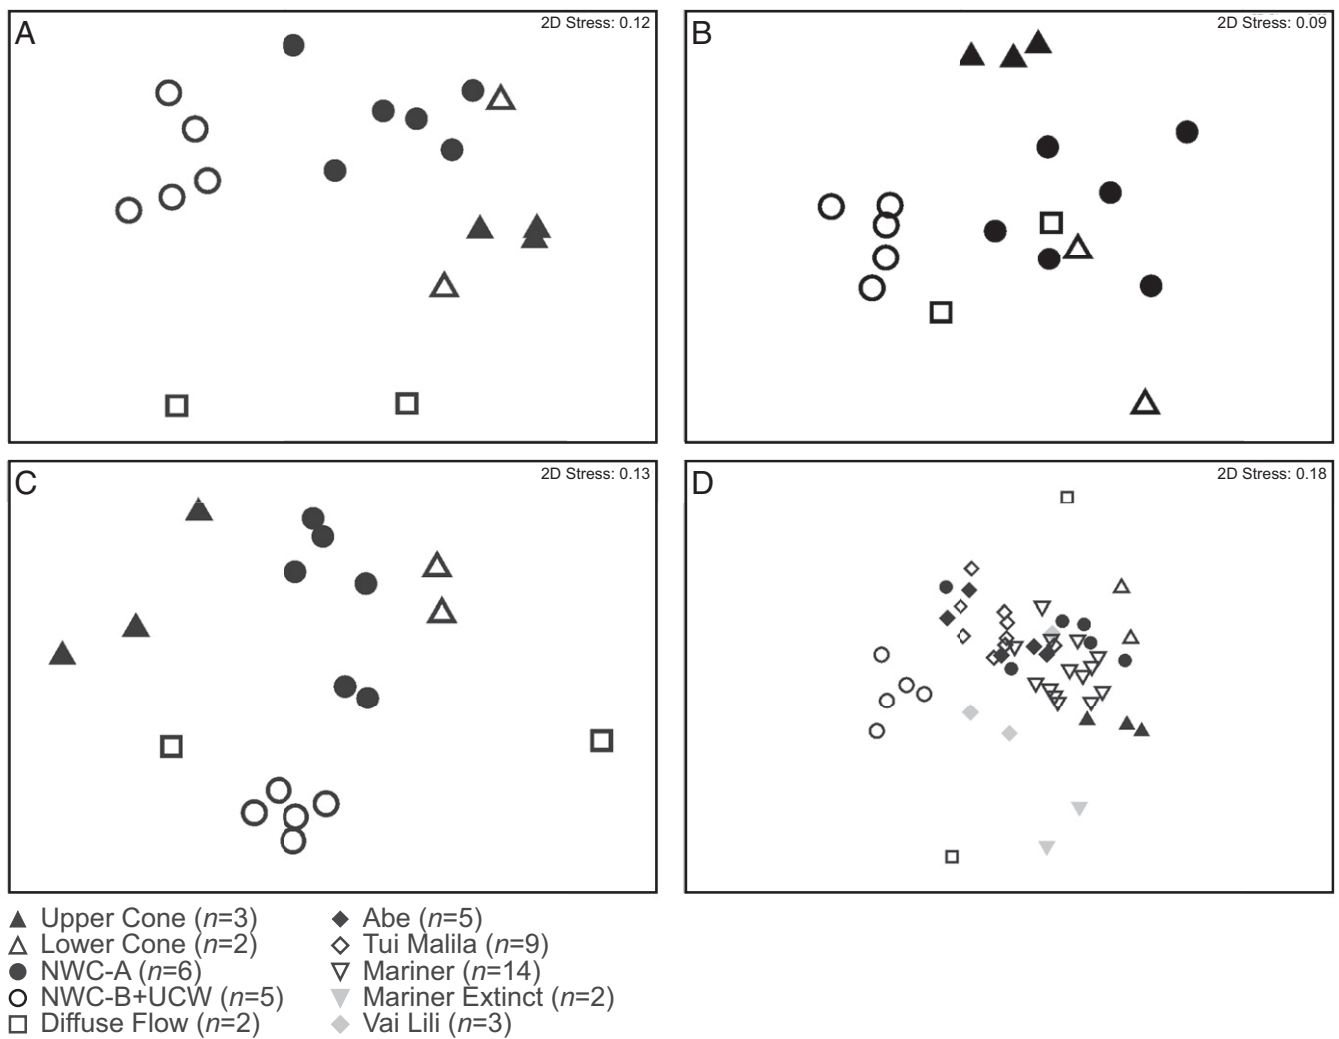 A
2D Stress: 0.12
B
2D Stress: 0.09
C
2D Stress: 0.13
D
2D Stress: 0.18
Upper Cone (n=3)
Lower Cone (n=2)
NWC-A (n=6)
NWC-B+UCW (n=5)
Diffuse Flow (n=2)
Abe (n=5)
Tui Malila (n=9)
Mariner (n=14)
Mariner Extinct (n=2)
Vai Lili (n=3)